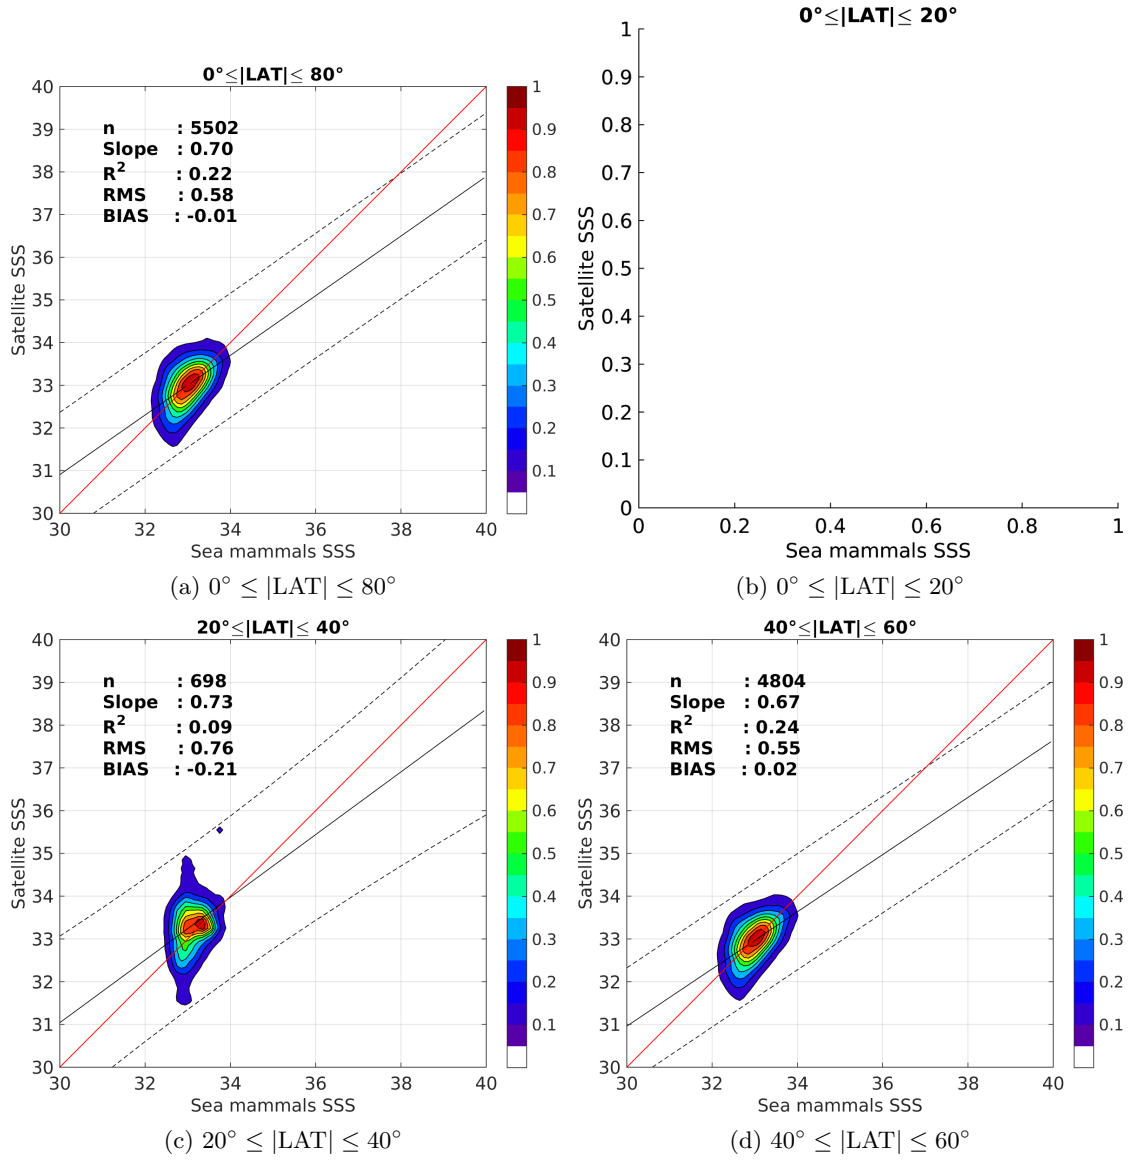 0°≤|LAT|≤ 80°
n : 5502
Slope : 0.70
R² : 0.22
RMS : 0.58
BIAS : -0.01
40
39
38
37
36
35
34
33
32
31
30
30 32 34 36 38 40
Satellite SSS
Sea mammals SSS
1
0.9
0.8
0.7
0.6
0.5
0.4
0.3
0.2
0.1
(a) 0° ≤ |LAT| ≤ 80°
0°≤|LAT|≤ 20°
1
0.9
0.8
0.7
0.6
0.5
0.4
0.3
0.2
0.1
0
0 0.2 0.4 0.6 0.8 1
Satellite SSS
Sea mammals SSS
(b) 0° ≤ |LAT| ≤ 20°
20°≤|LAT|≤ 40°
n : 698
Slope : 0.73
R² : 0.09
RMS : 0.76
BIAS : -0.21
40
39
38
37
36
35
34
33
32
31
30
30 32 34 36 38 40
Satellite SSS
Sea mammals SSS
1
0.9
0.8
0.7
0.6
0.5
0.4
0.3
0.2
0.1
(c) 20° ≤ |LAT| ≤ 40°
40°≤|LAT|≤ 60°
n : 4804
Slope : 0.67
R² : 0.24
RMS : 0.55
BIAS : 0.02
40
39
38
37
36
35
34
33
32
31
30
30 32 34 36 38 40
Satellite SSS
Sea mammals SSS
1
0.9
0.8
0.7
0.6
0.5
0.4
0.3
0.2
0.1
(d) 40° ≤ |LAT| ≤ 60°